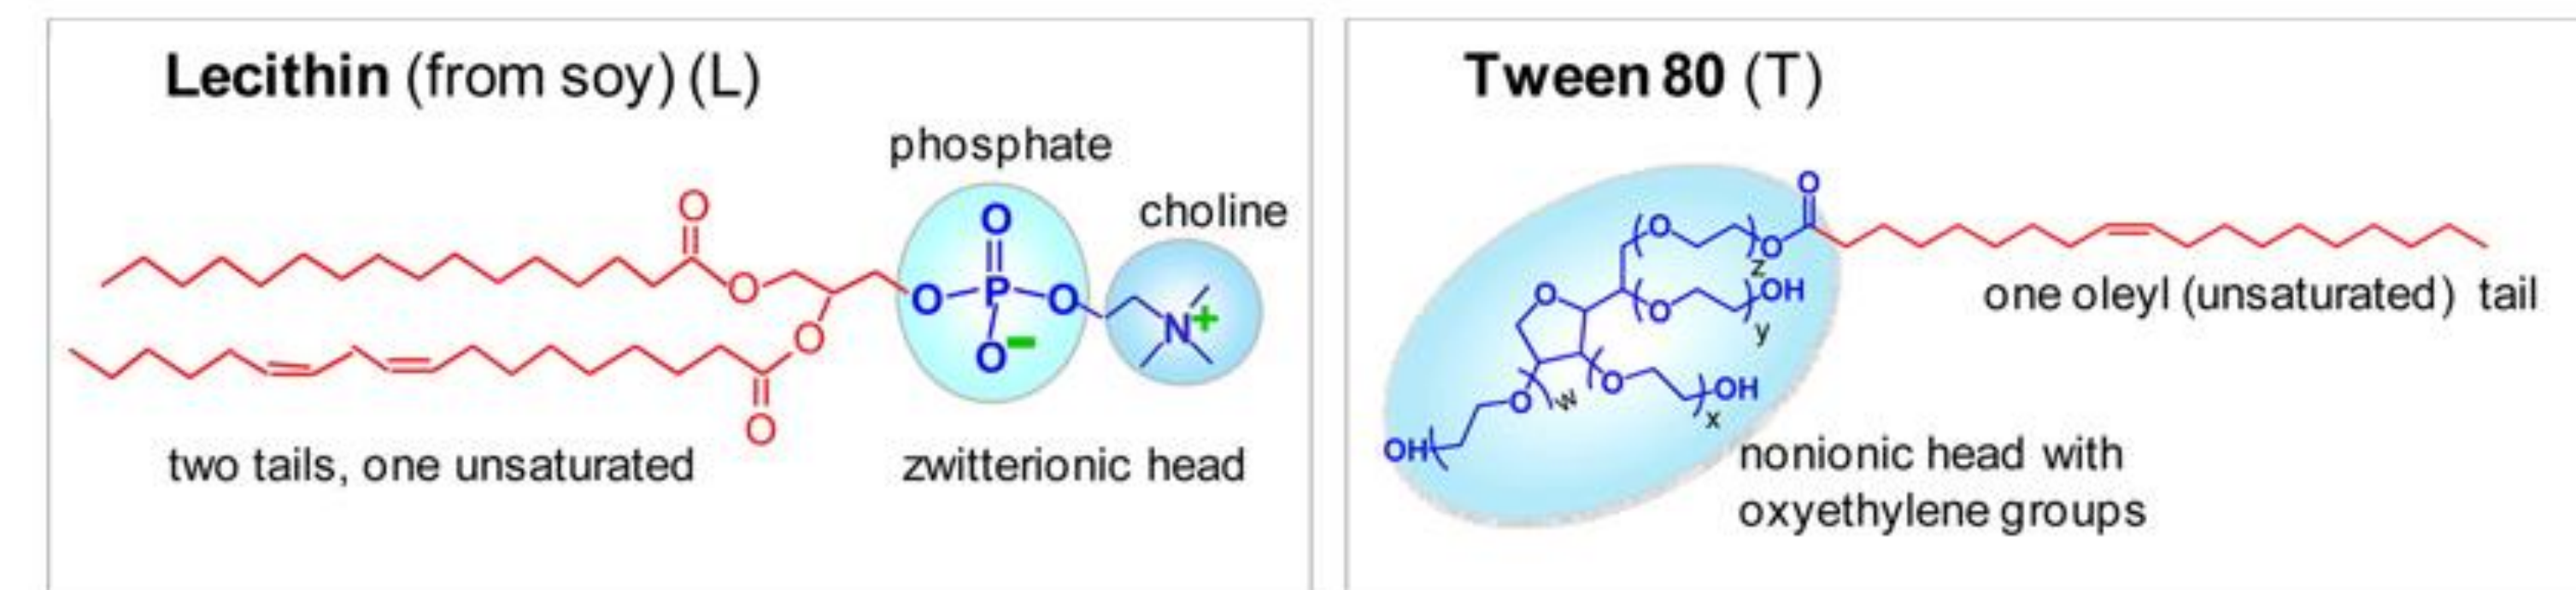 Lecithin (from soy) (L)
phosphate
choline
O
O
O
O
O
P
O
O−
N+
two tails, one unsaturated
zwitterionic head
Tween 80 (T)
O
(O
)z
O
(O
)y
OH
O
O
)w
(O
)x
OH
OH(
one oleyl (unsaturated) tail
nonionic head with
oxyethylene groups